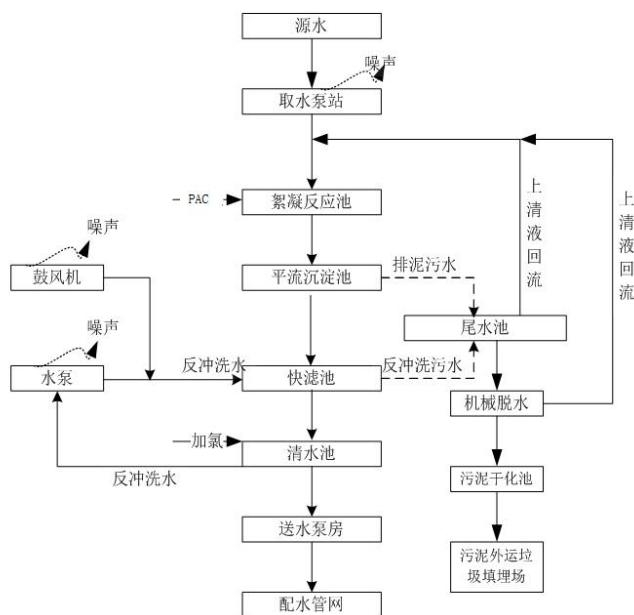 源水
噪声
取水泵站
PAC
絮凝反应池
上清液回流
上清液回流
噪声
鼓风机
平流沉淀池
排泥污水
尾水池
噪声
水泵
反冲洗水
快滤池
反冲洗污水
机械脱水
加氯
清水池
反冲洗水
污泥干化池
送水泵房
污泥外运垃
圾填埋场
配水管网